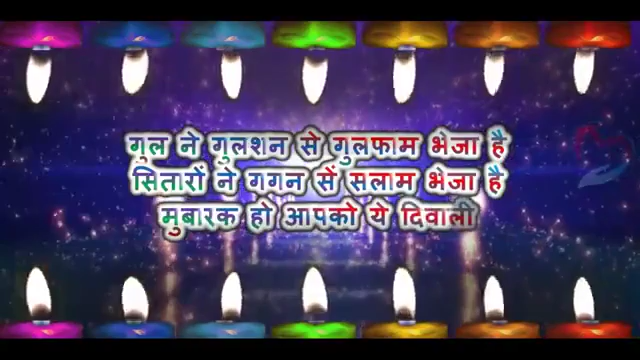 गुल ने गुलशन से गुलफाम भेजा है
सितारों ने गगन सें सलाम भेजा है
मुबारक हो आपको ये दिवाली